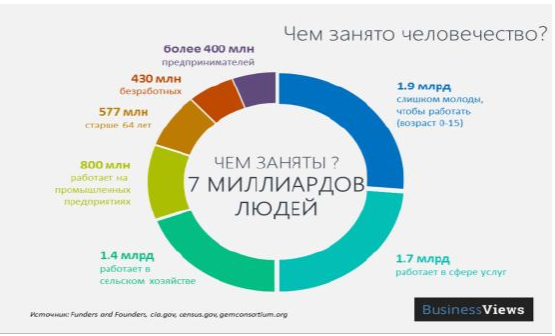 Чем занято человечество?
более 400 млн
предпринимателей
430 млн
безработных
577 млн
старше 64 лет
800 млн
работает на
промышленных
предприятиях
1.4 млрд
работает в
сельском хозяйстве
1.9 млрд
слишком молоды,
чтобы работать
(возраст 0-15)
1.7 млрд
работает в сфере услуг
ЧЕМ ЗАНЯТЫ ?
7 МИЛЛИАРДОВ
ЛЮДЕЙ
Источник: Funders and Founders, cia.gov, census.gov, gemconsortium.org
BusinessViews